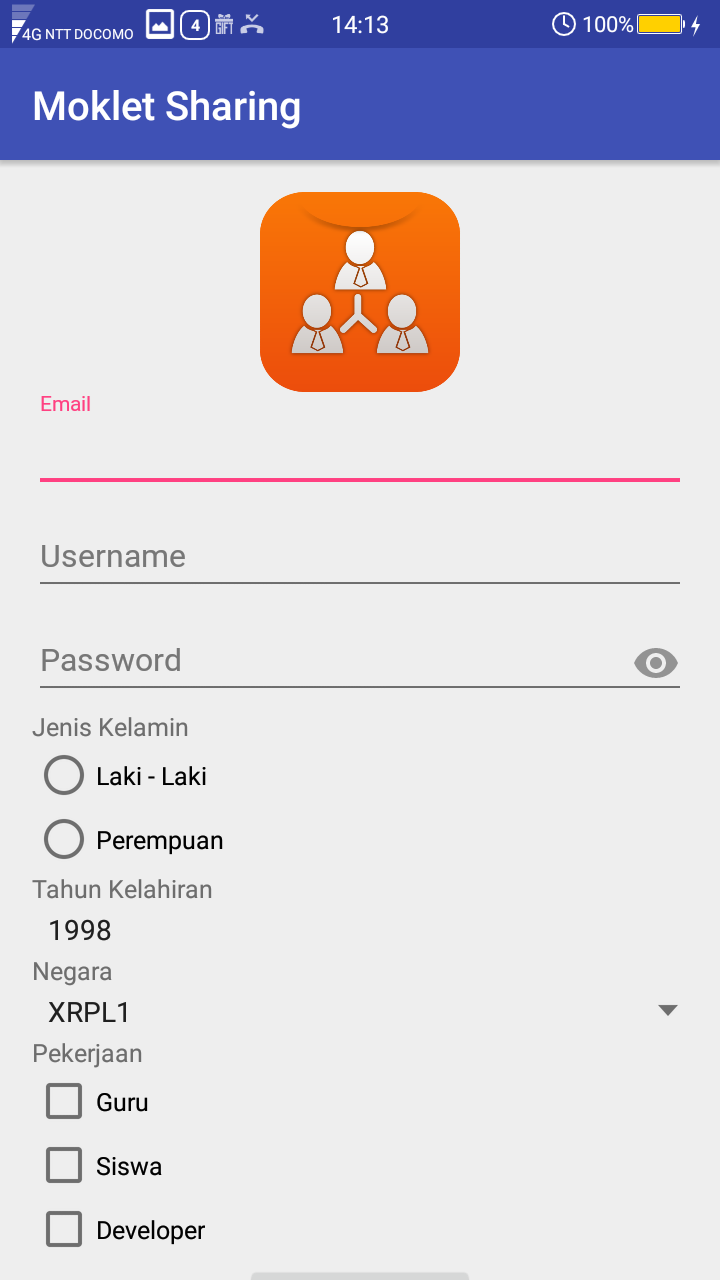 4G NTT DOCOMO 4 GIFT 14:13 100%
Moklet Sharing
Email
Username
Password
Jenis Kelamin
Laki - Laki
Perempuan
Tahun Kelahiran
1998
Negara
XRPL1
Pekerjaan
Guru
Siswa
Developer